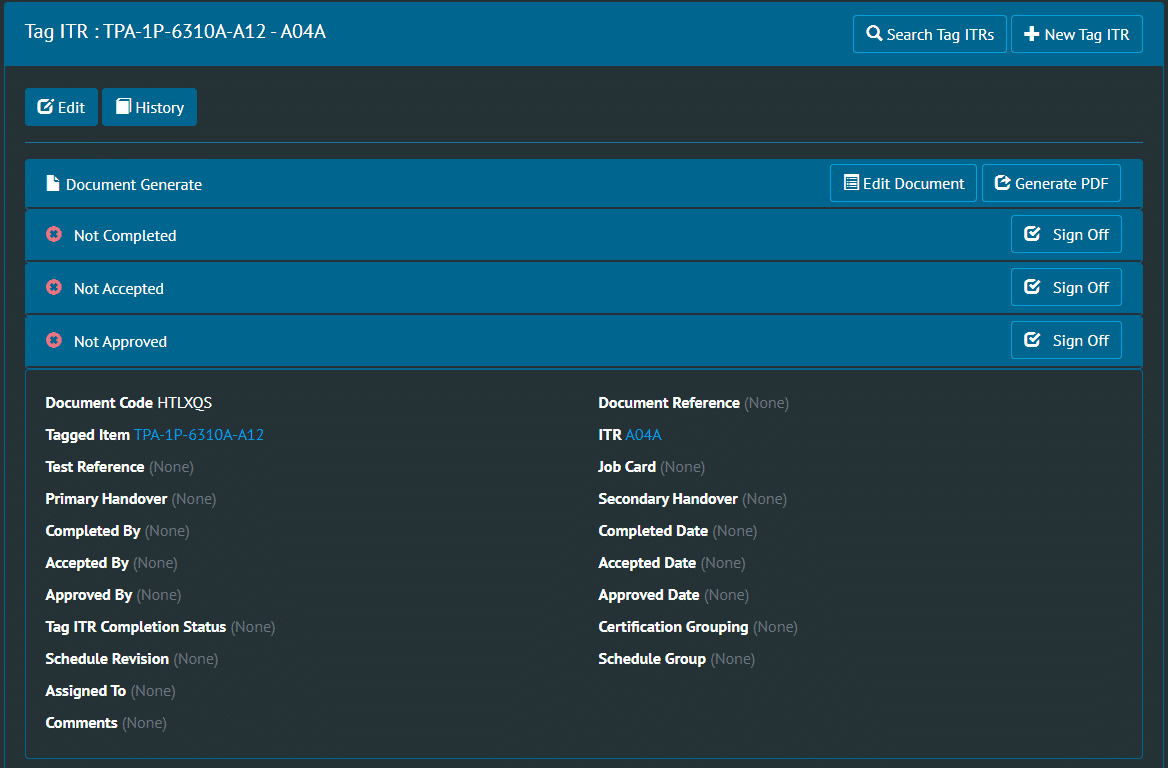 Tag ITR : TPA-1P-6310A-A12 - A04A
Search Tag ITRs
New Tag ITR
Edit
History
Document Generate
Edit Document
Generate PDF
Not Completed
Sign Off
Not Accepted
Sign Off
Not Approved
Sign Off
Document Code HTLXQS
Document Reference (None)
Tagged Item TPA-1P-6310A-A12
ITR A04A
Test Reference (None)
Job Card (None)
Primary Handover (None)
Secondary Handover (None)
Completed By (None)
Completed Date (None)
Accepted By (None)
Accepted Date (None)
Approved By (None)
Approved Date (None)
Tag ITR Completion Status (None)
Certification Grouping (None)
Schedule Revision (None)
Schedule Group (None)
Assigned To (None)
Comments (None)